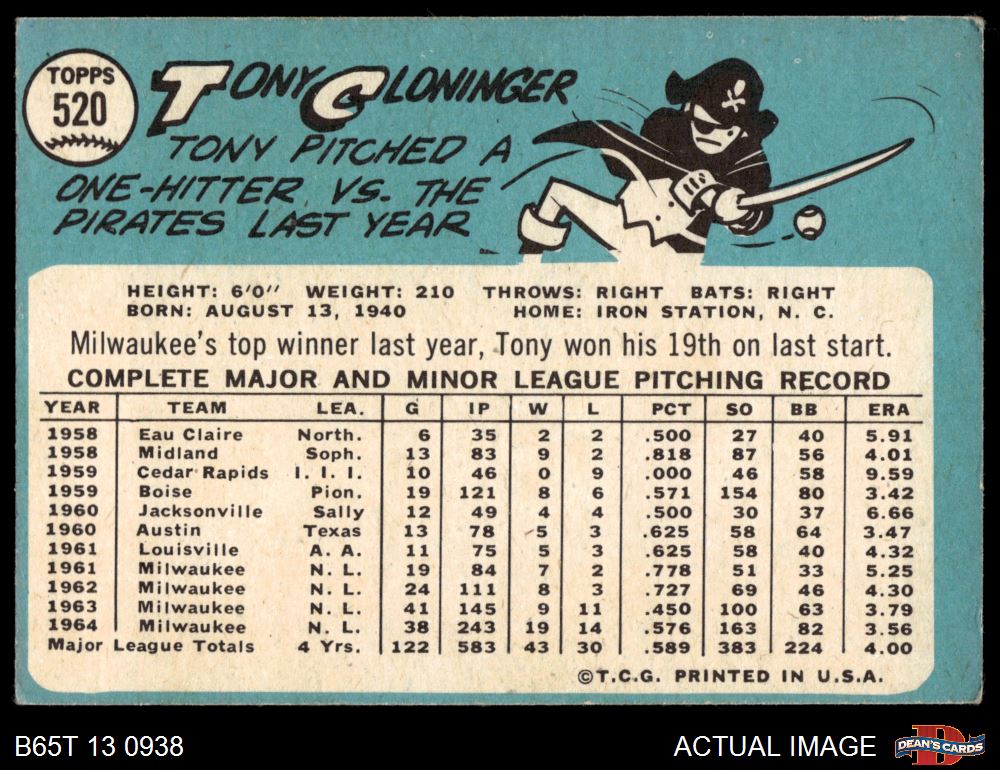 TOPPS
520
TONY CLONINGER
TONY PITCHED A
ONE-HITTER VS. THE
PIRATES LAST YEAR
HEIGHT: 6'0" WEIGHT: 210 THROWS: RIGHT BATS: RIGHT
BORN: AUGUST 13, 1940 HOME: IRON STATION, N. C.
Milwaukee's top winner last year, Tony won his 19th on last start.
COMPLETE MAJOR AND MINOR LEAGUE PITCHING RECORD
YEAR TEAM LEA. G IP W L PCT SO BB ERA
1958 Eau Claire North. 6 35 2 2 .500 27 40 5.91
1958 Midland Soph. 13 83 9 2 .818 87 56 4.01
1959 Cedar Rapids I. I. I. 10 46 0 9 .000 46 58 9.59
1959 Boise Pion. 19 121 8 6 .571 154 80 3.42
1960 Jacksonville Sally 12 49 4 4 .500 30 37 6.66
1960 Austin Texas 13 78 5 3 .625 58 64 3.47
1961 Louisville A. A. 11 75 5 3 .625 58 40 4.32
1961 Milwaukee N. L. 19 84 7 2 .778 51 33 5.25
1962 Milwaukee N. L. 24 111 8 3 .727 69 46 4.30
1963 Milwaukee N. L. 41 145 9 11 .450 100 63 3.79
1964 Milwaukee N. L. 38 243 19 14 .576 163 82 3.56
Major League Totals 4 Yrs. 122 583 43 30 .589 383 224 4.00
©T.C.G. PRINTED IN U.S.A.
B65T 13 0938 ACTUAL IMAGE DEAN'S CARDS